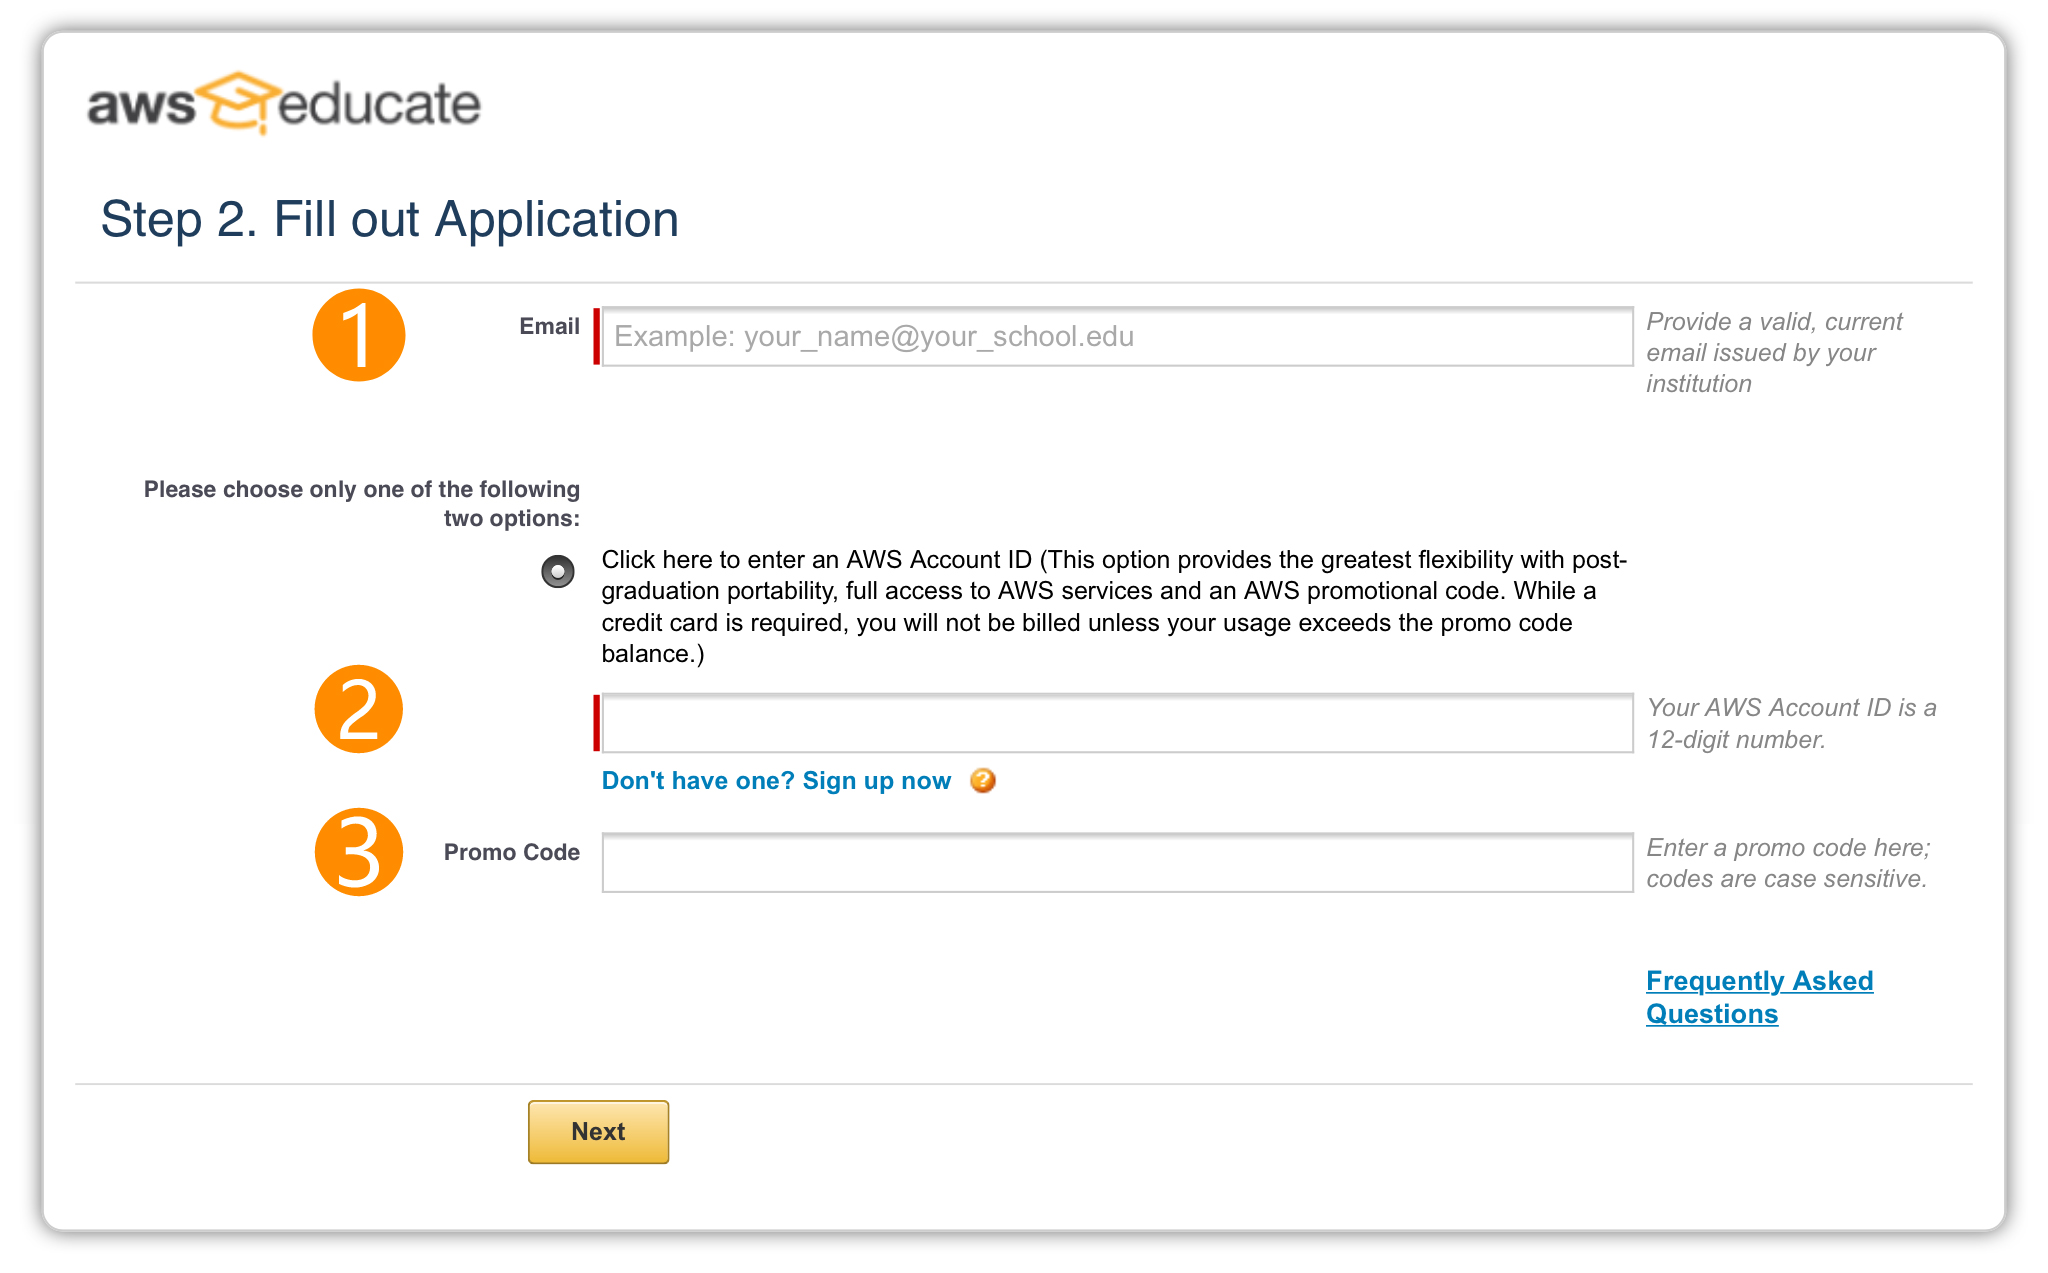 aws educate
Step 2. Fill out Application
1
Email
Example: your_name@your_school.edu
Provide a valid, current
email issued by your
institution
Please choose only one of the following
two options:
Click here to enter an AWS Account ID (This option provides the greatest flexibility with post-
graduation portability, full access to AWS services and an AWS promotional code. While a
credit card is required, you will not be billed unless your usage exceeds the promo code
balance.)
2
Your AWS Account ID is a
12-digit number.
Don't have one? Sign up now ?
3
Promo Code
Enter a promo code here;
codes are case sensitive.
Frequently Asked
Questions
Next